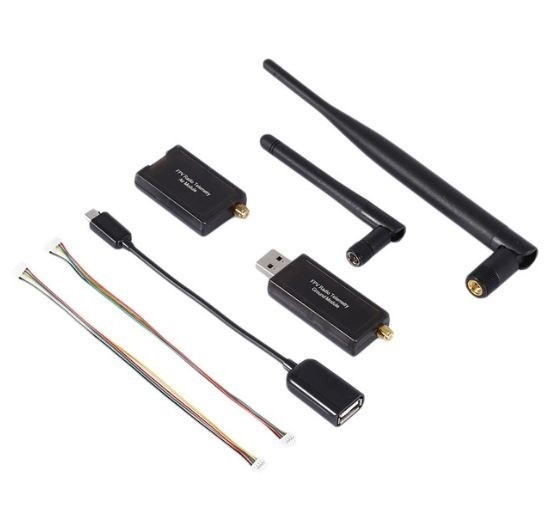 FPV Radio Telemetry
Air Module
FPV Radio Telemetry
Ground Module